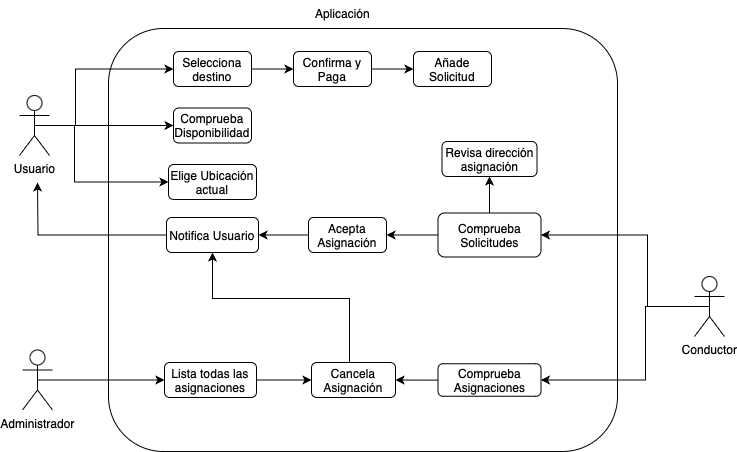 Aplicación
Selecciona
destino
Confirma y
Paga
Añade
Solicitud
Comprueba
Disponibilidad
Usuario
Revisa dirección
asignación
Elige Ubicación
actual
Notifica Usuario
Acepta
Asignación
Comprueba
Solicitudes
Conductor
Lista todas las
asignaciones
Cancela
Asignación
Comprueba
Asignaciones
Administrador